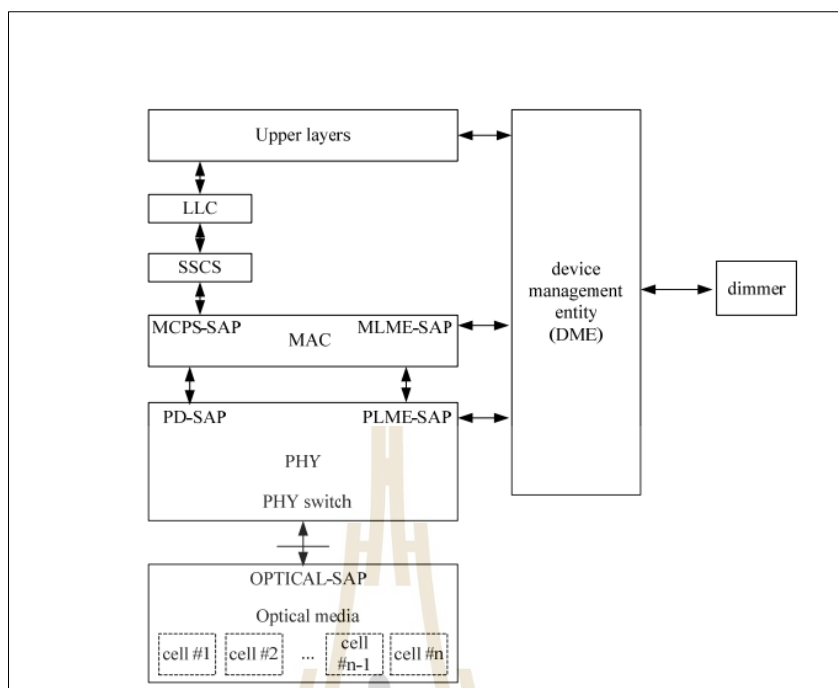 Upper layers
LLC
SSCS
MCPS-SAP MLME-SAP
MAC
PD-SAP PLME-SAP
PHY
PHY switch
OPTICAL-SAP
Optical media
cell #1 cell #2 ... cell #n-1 cell #n
device
management
entity
(DME)
dimmer